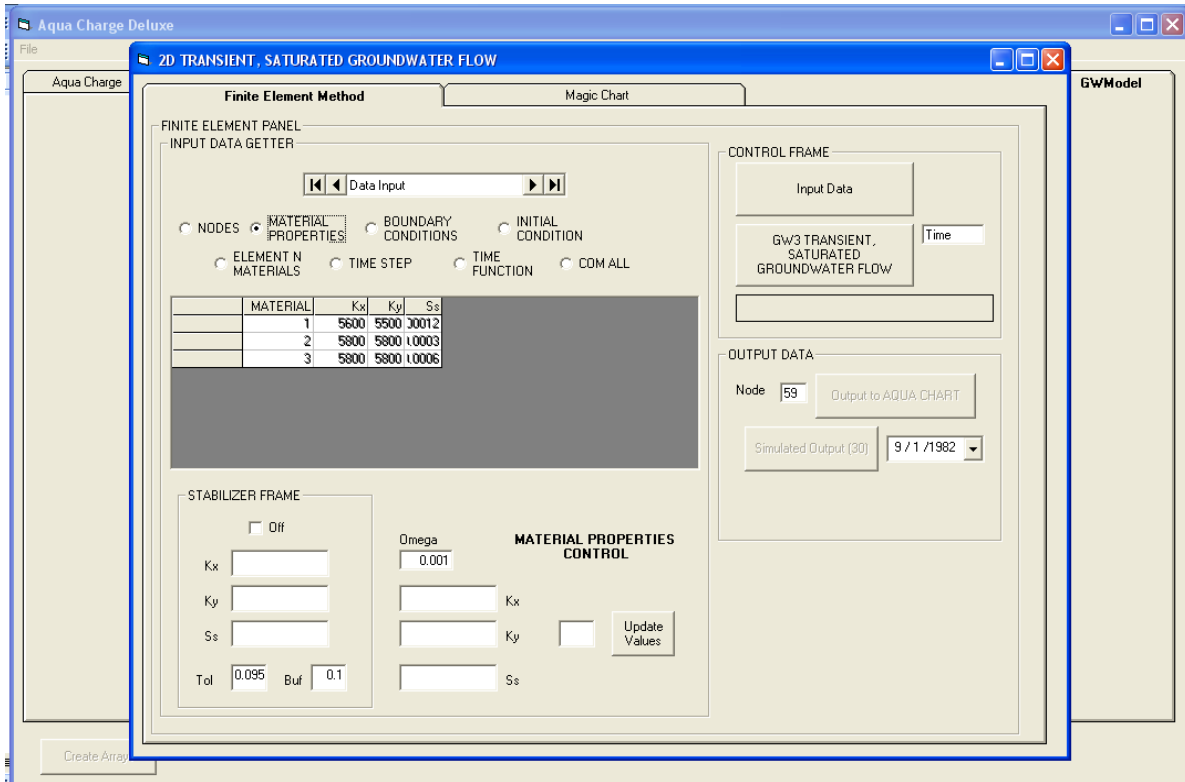 Aqua Charge Deluxe
File
Aqua Charge
GWModel
2D TRANSIENT, SATURATED GROUNDWATER FLOW
Finite Element Method
Magic Chart
FINITE ELEMENT PANEL
INPUT DATA GETTER
Data Input
NODES
MATERIAL
PROPERTIES
BOUNDARY
CONDITIONS
INITIAL
CONDITION
ELEMENT N
MATERIALS
TIME STEP
TIME
FUNCTION
COM ALL
MATERIAL Kx Ky Ss
1 5600 5500 00012
2 5800 5800 .0003
3 5800 5800 .0006
STABILIZER FRAME
Off
Kx
Ky
Ss
Tol 0.095 Buf 0.1
Omega
0.001
MATERIAL PROPERTIES
CONTROL
Kx
Ky
Update
Values
Ss
CONTROL FRAME
Input Data
GW3 TRANSIENT,
SATURATED
GROUNDWATER FLOW
Time
OUTPUT DATA
Node 59 Output to AQUA CHART
Simulated Output (30) 9 / 1 /1982
Create Array